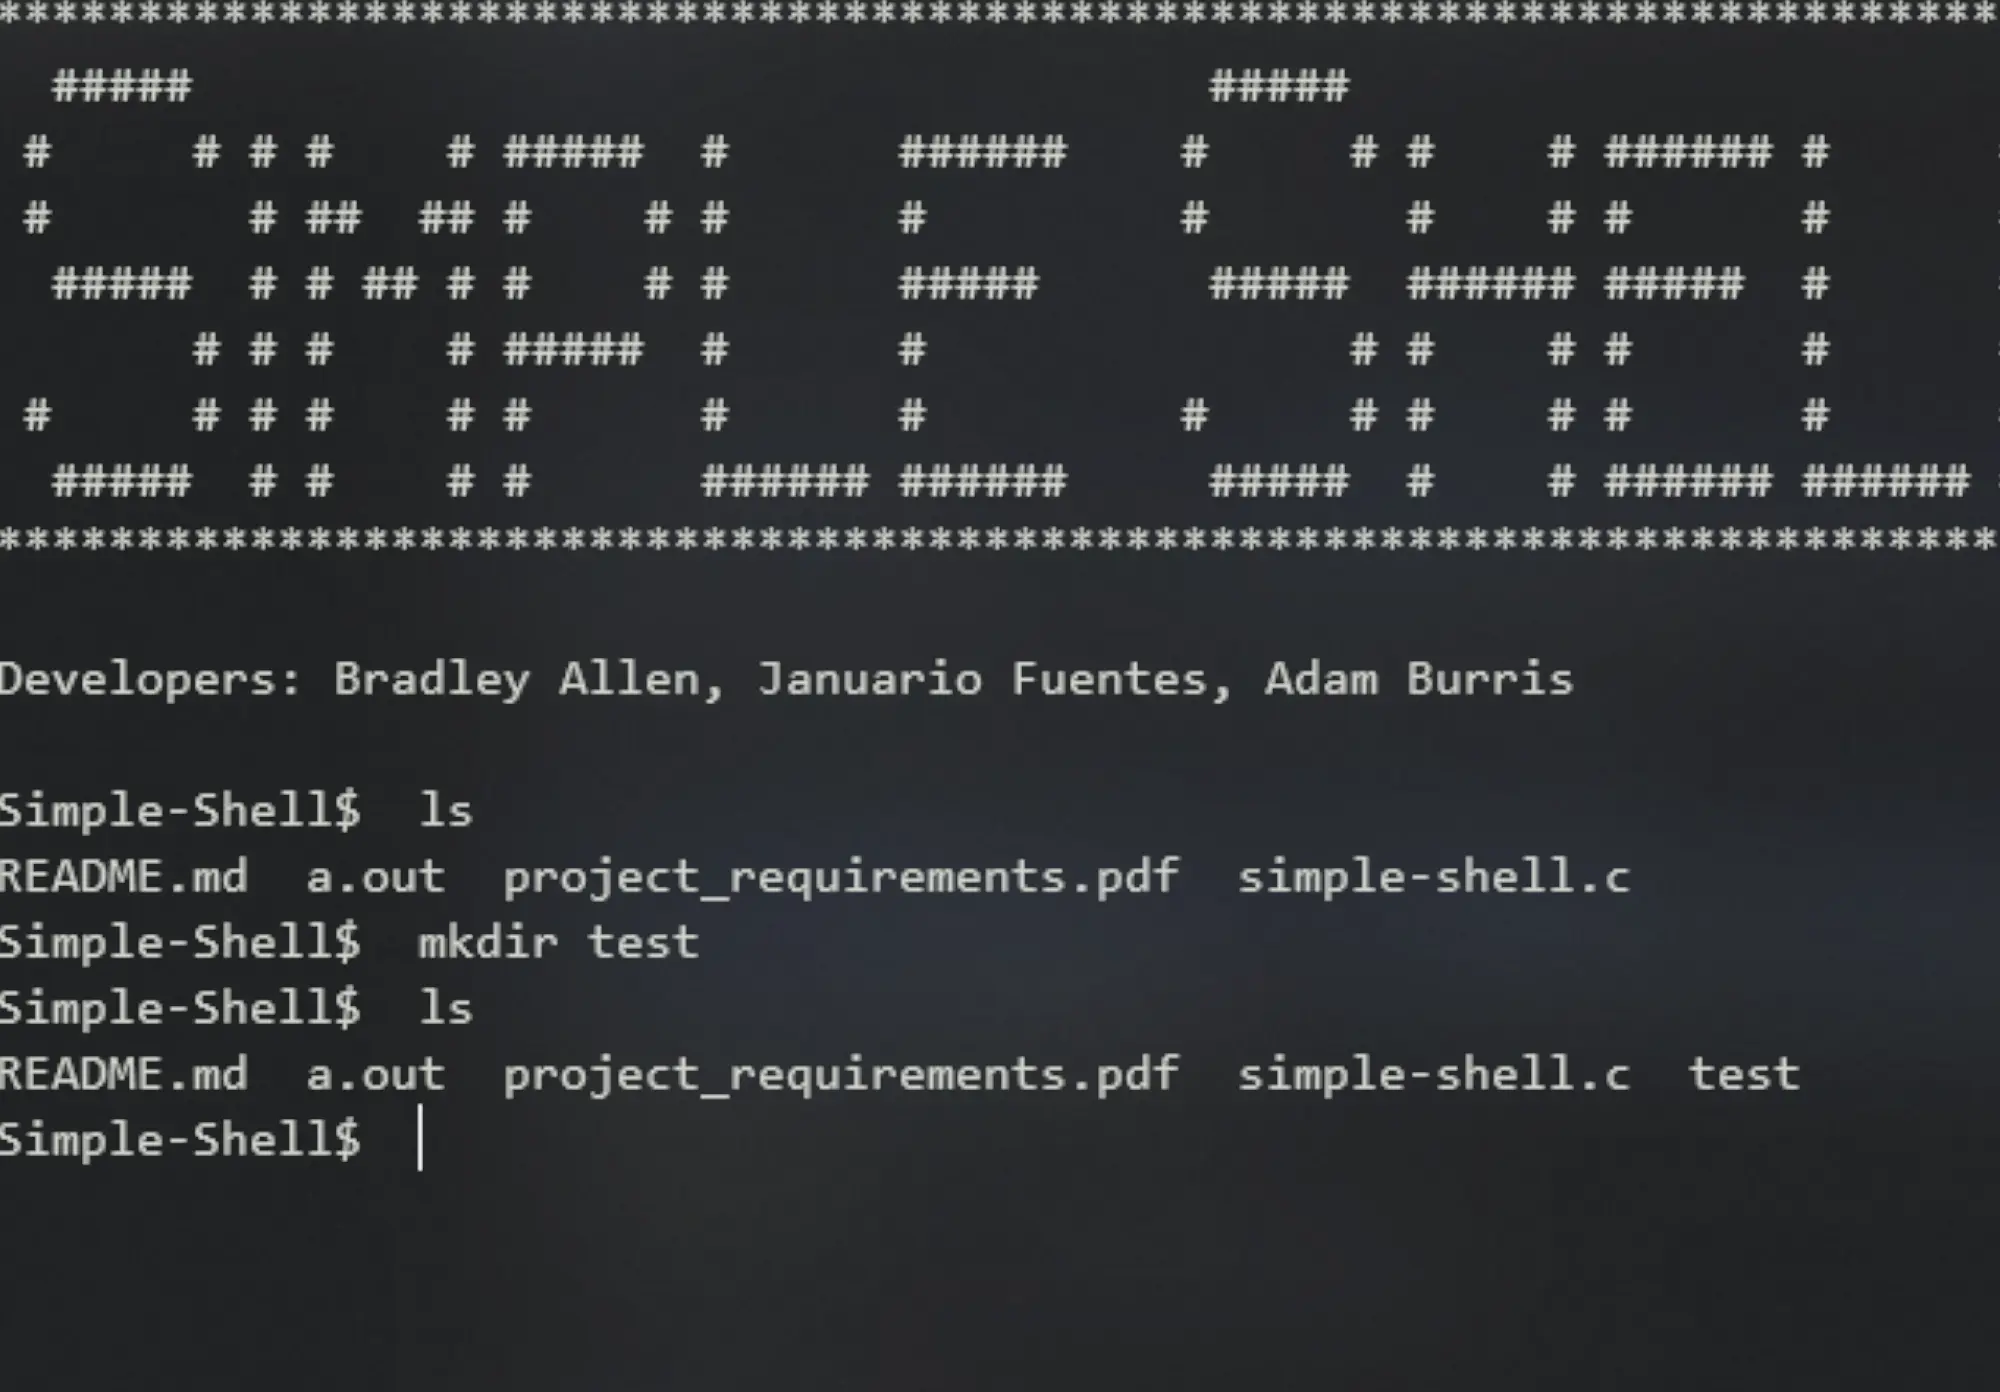 ***********************************************************************
  #####                                    #####
 #     # # #    # #####  #      ######    #     # #    # ###### #
 #       # ##  ## #    # #      #         #       #    # #      #
  #####  # # ## # #    # #      #####      #####  ###### #####  #
       # # #    # #####  #      #               # #    # #      #
 #     # # #    # #      #      #         #     # #    # #      #
  #####  # #    # #      ###### ######     #####  #    # ###### ######
***********************************************************************
Developers: Bradley Allen, Januario Fuentes, Adam Burris
Simple-Shell$  ls
README.md  a.out  project_requirements.pdf  simple-shell.c
Simple-Shell$  mkdir test
Simple-Shell$  ls
README.md  a.out  project_requirements.pdf  simple-shell.c  test
Simple-Shell$